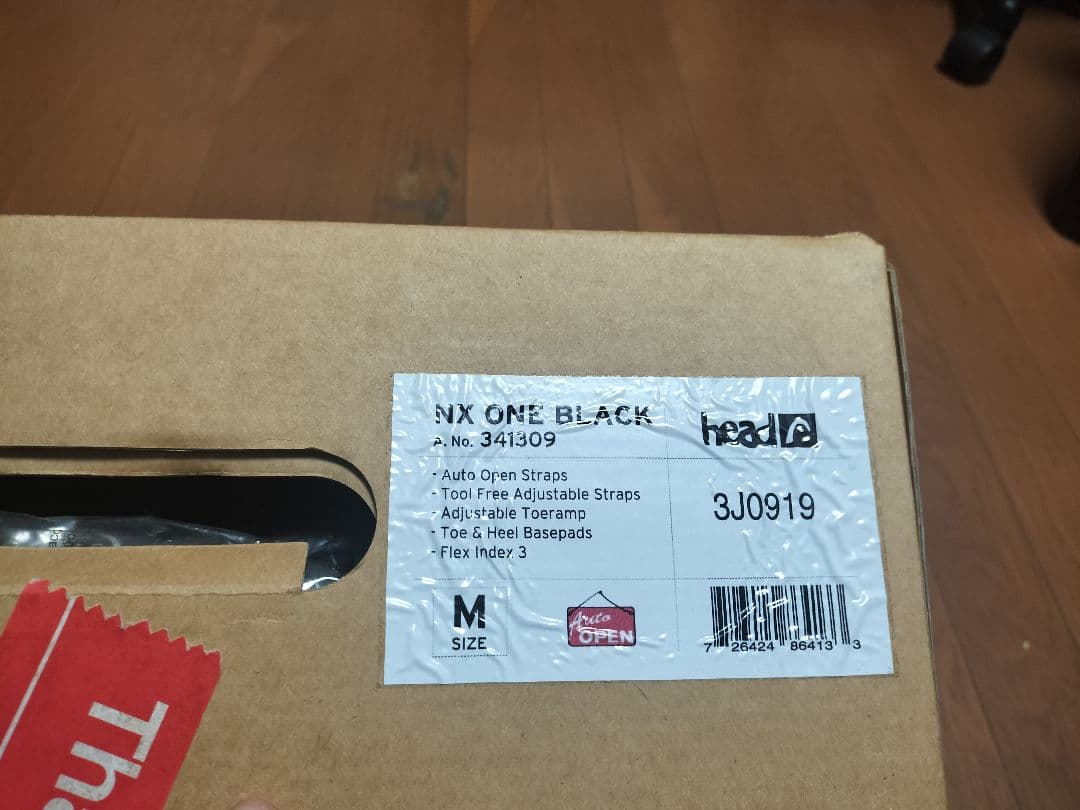 NX ONE BLACK
A. No. 341309
head
- Auto Open Straps
- Tool Free Adjustable Straps
- Adjustable Toeramp
- Toe & Heel Basepads
- Flex Index 3
3J0919
M
SIZE
Auto
OPEN
7 26424 86413 3
Tha